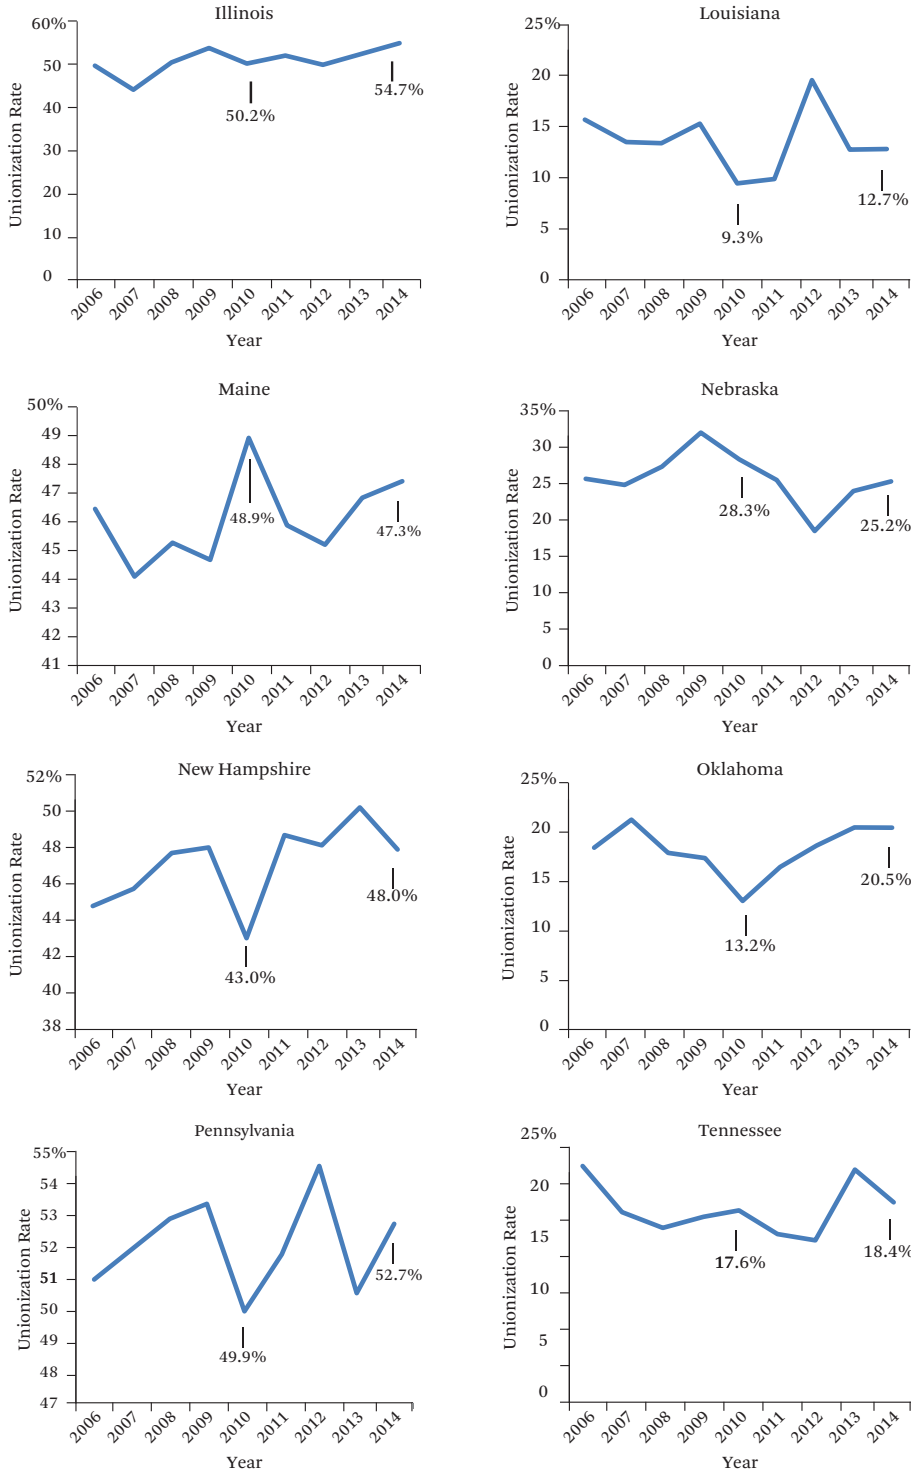 Illinois
60%
50
40
30
20
10
0
Unionization Rate
50.2%
54.7%
2006 2007 2008 2009 2010 2011 2012 2013 2014
Year
Louisiana
25%
20
15
10
5
0
Unionization Rate
9.3%
12.7%
2006 2007 2008 2009 2010 2011 2012 2013 2014
Year
Maine
50%
49
48
47
46
45
44
43
42
41
Unionization Rate
48.9%
47.3%
2006 2007 2008 2009 2010 2011 2012 2013 2014
Year
Nebraska
35%
30
25
20
15
10
5
0
Unionization Rate
28.3%
25.2%
2006 2007 2008 2009 2010 2011 2012 2013 2014
Year
New Hampshire
52%
50
48
46
44
42
40
38
Unionization Rate
43.0%
48.0%
2006 2007 2008 2009 2010 2011 2012 2013 2014
Year
Oklahoma
25%
20
15
10
5
0
Unionization Rate
13.2%
20.5%
2006 2007 2008 2009 2010 2011 2012 2013 2014
Year
Pennsylvania
55%
54
53
52
51
50
49
48
47
Unionization Rate
49.9%
52.7%
2006 2007 2008 2009 2010 2011 2012 2013 2014
Year
Tennessee
25%
20
15
10
5
0
Unionization Rate
17.6%
18.4%
2006 2007 2008 2009 2010 2011 2012 2013 2014
Year